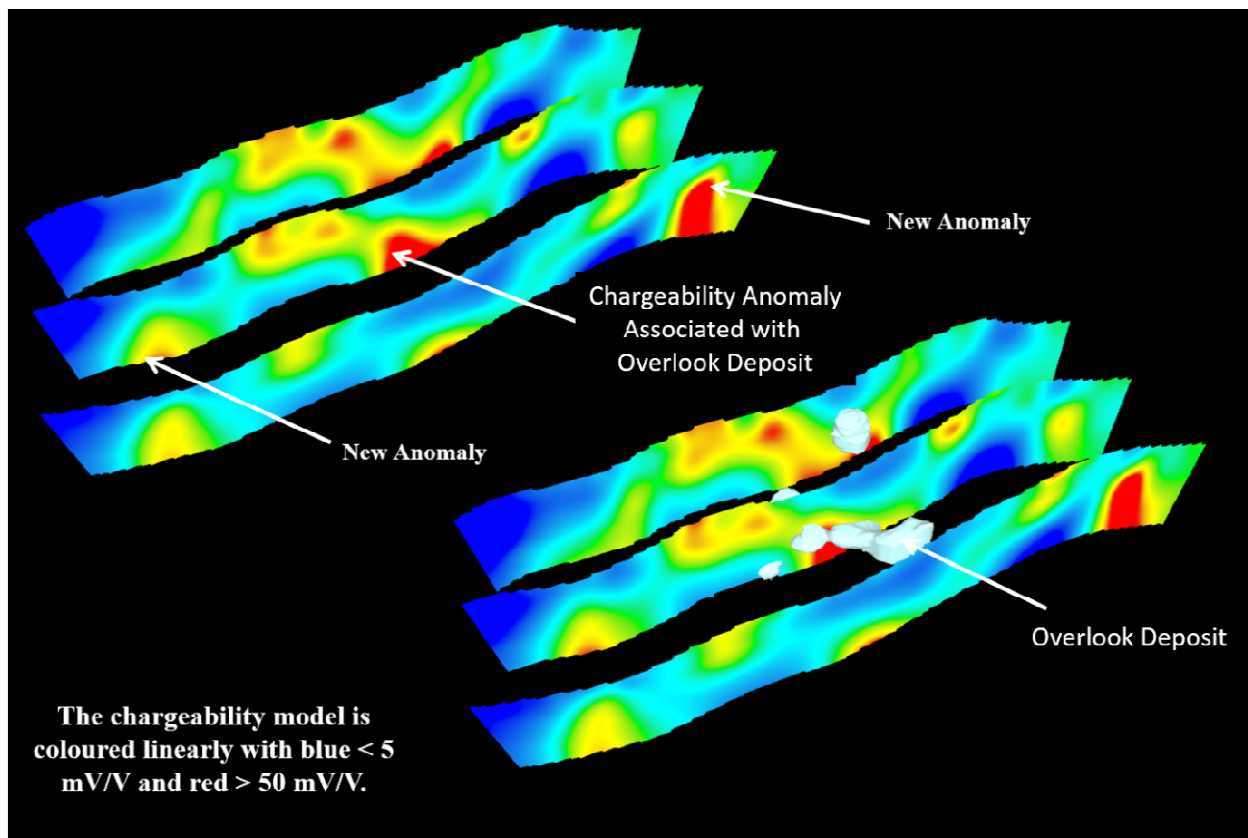 New Anomaly
Chargeability Anomaly
Associated with
Overlook Deposit
New Anomaly
Overlook Deposit
The chargeability model is
coloured linearly with blue < 5
mV/V and red > 50 mV/V.